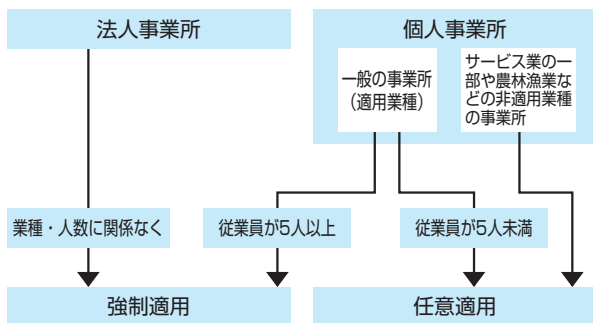 法人事業所
個人事業所
一般の事業所
（適用業種）
サービス業の一
部や農林漁業な
どの非適用業種
の事業所
業種・人数に関係なく
従業員が5人以上
従業員が5人未満
強制適用
任意適用